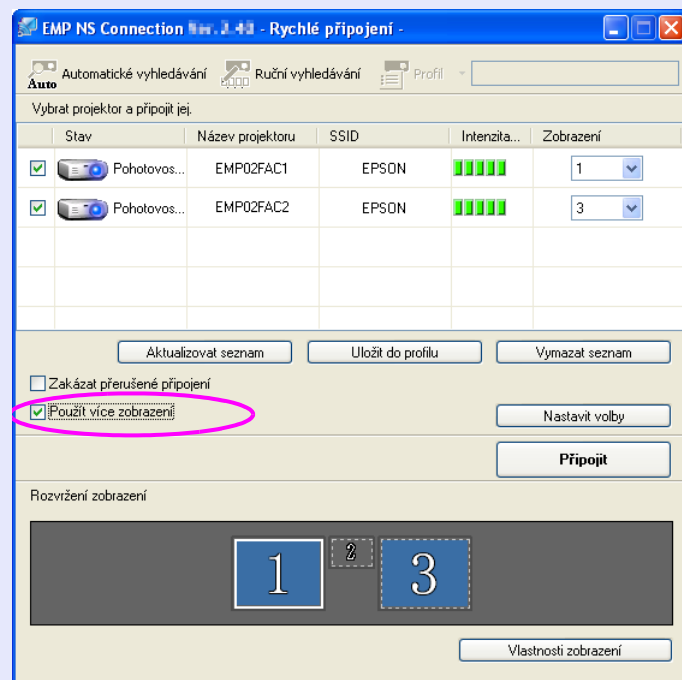 EMP NS Connection - Rychlé připojení -
Auto Automatické vyhledávání Ruční vyhledávání Profil
Vybrat projektor a připojit jej.
Stav Název projektoru SSID Intenzita... Zobrazení
Pohotovos... EMP02FAC1 EPSON 1
Pohotovos... EMP02FAC2 EPSON 3
Aktualizovat seznam Uložit do profilu Vymazat seznam
Zakázat přerušené připojení
Použít více zobrazení
Nastavit volby
Připojit
Rozvržení zobrazení
1 2 3
Vlastnosti zobrazení